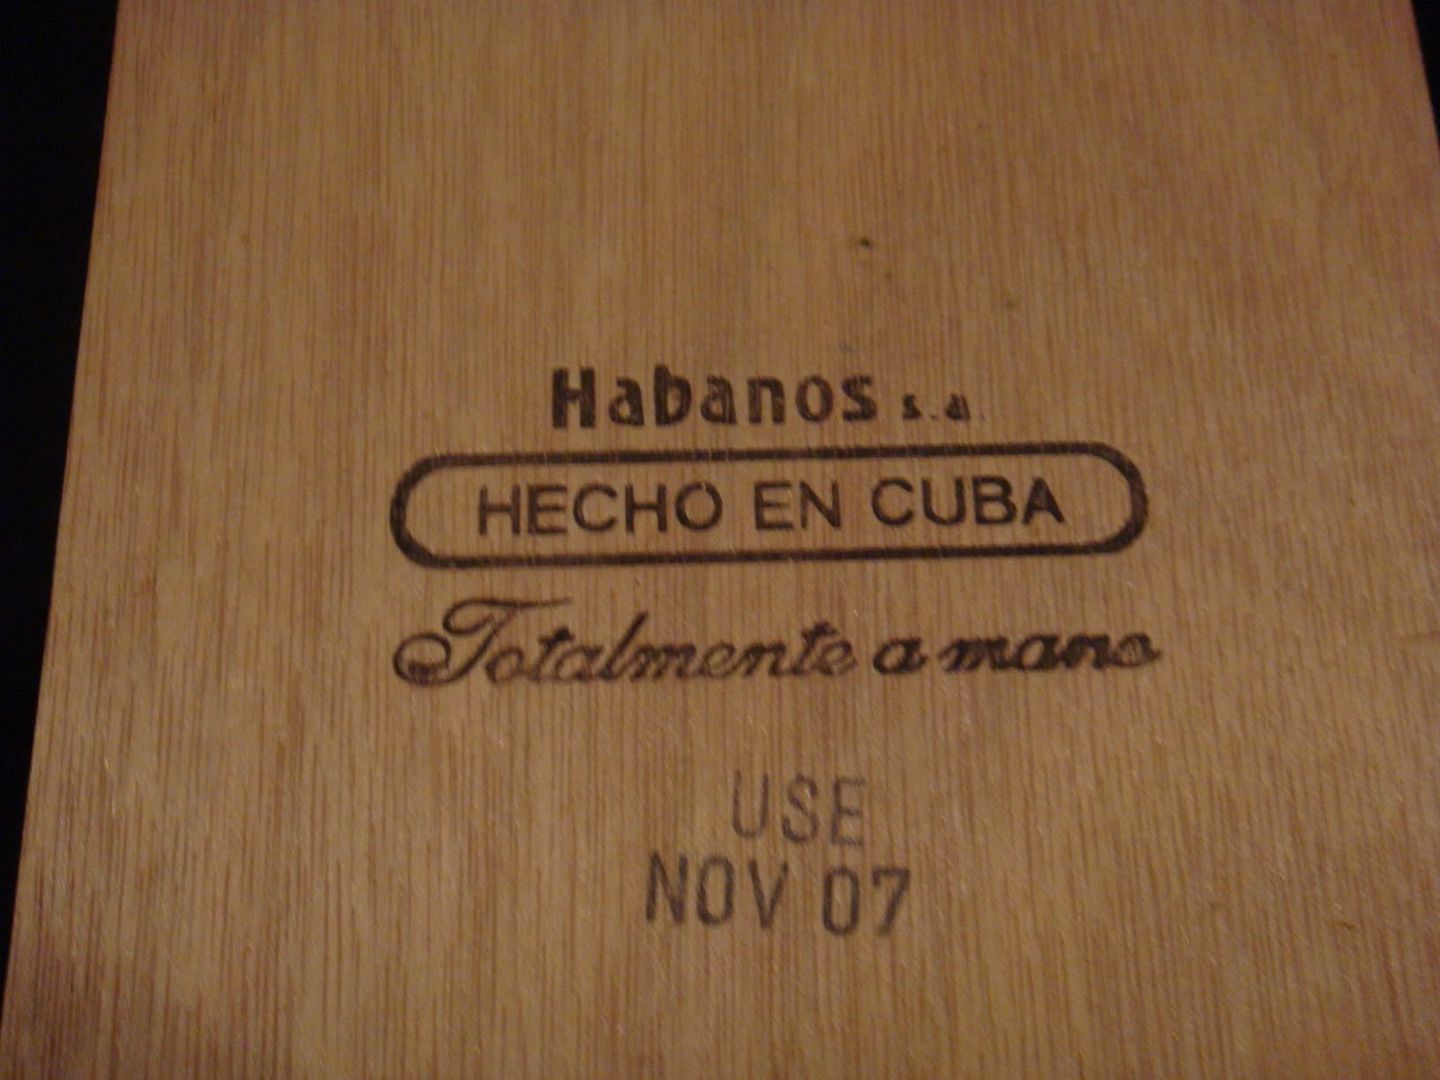 Habanos s.a.
HECHO EN CUBA
Totalmente a mano
USE
NOV 07